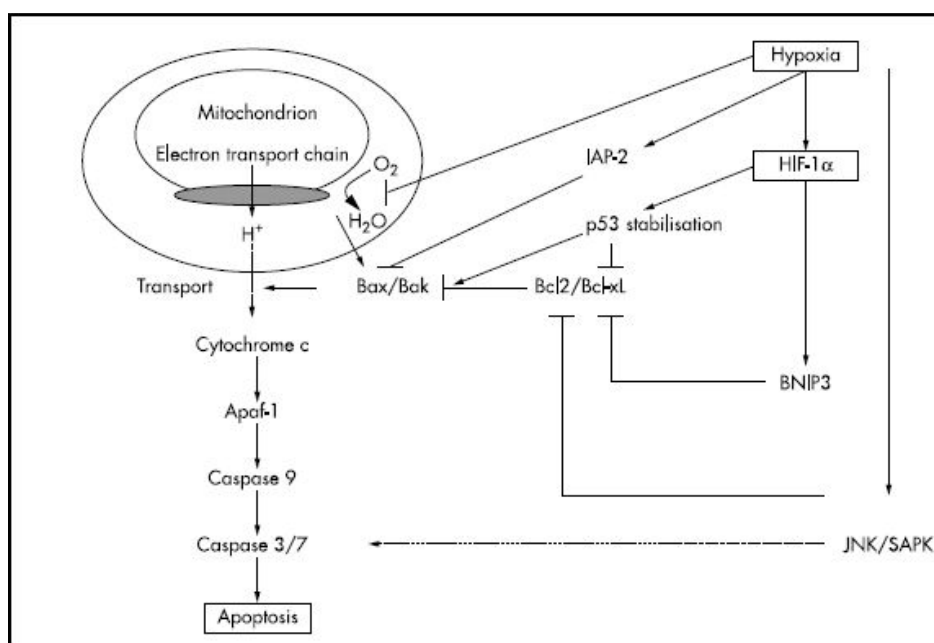 Hypoxia
Mitochondrion
Electron transport chain
O₂
IAP-2
HIF-1α
H₂O
p53 stabilisation
H⁺
Transport
Bax/Bak
Bcl2/Bcl-xL
Cytochrome c
BNIP3
Apaf-1
Caspase 9
Caspase 3/7
JNK/SAPK
Apoptosis